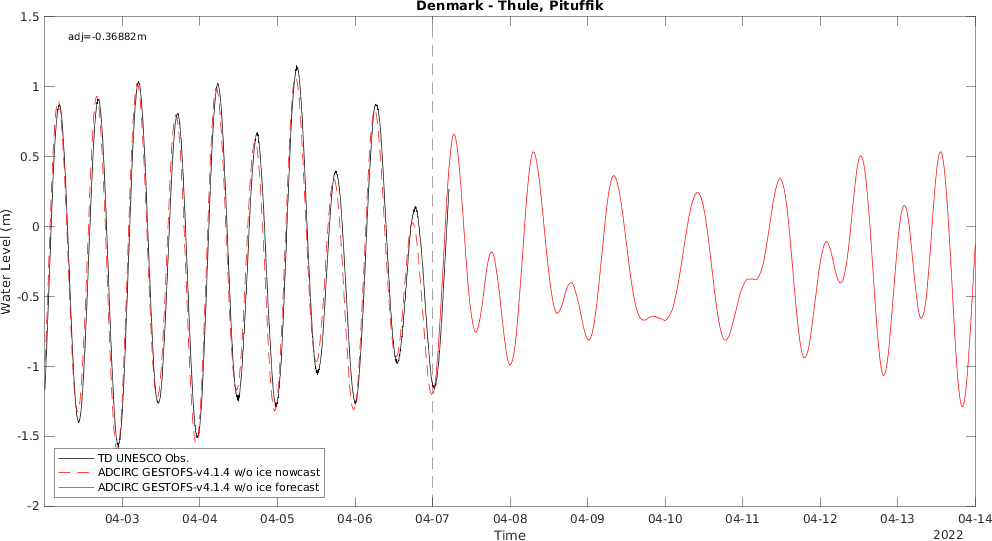 Denmark - Thule, Pituffik
adj=-0.36882m
1.5
1
0.5
0
-0.5
-1
-1.5
-2
Water Level (m)
TD UNESCO Obs.
ADCIRC GESTOFS-v4.1.4 w/o ice nowcast
ADCIRC GESTOFS-v4.1.4 w/o ice forecast
04-03 04-04 04-05 04-06 04-07 04-08 04-09 04-10 04-11 04-12 04-13 04-14
Time
2022